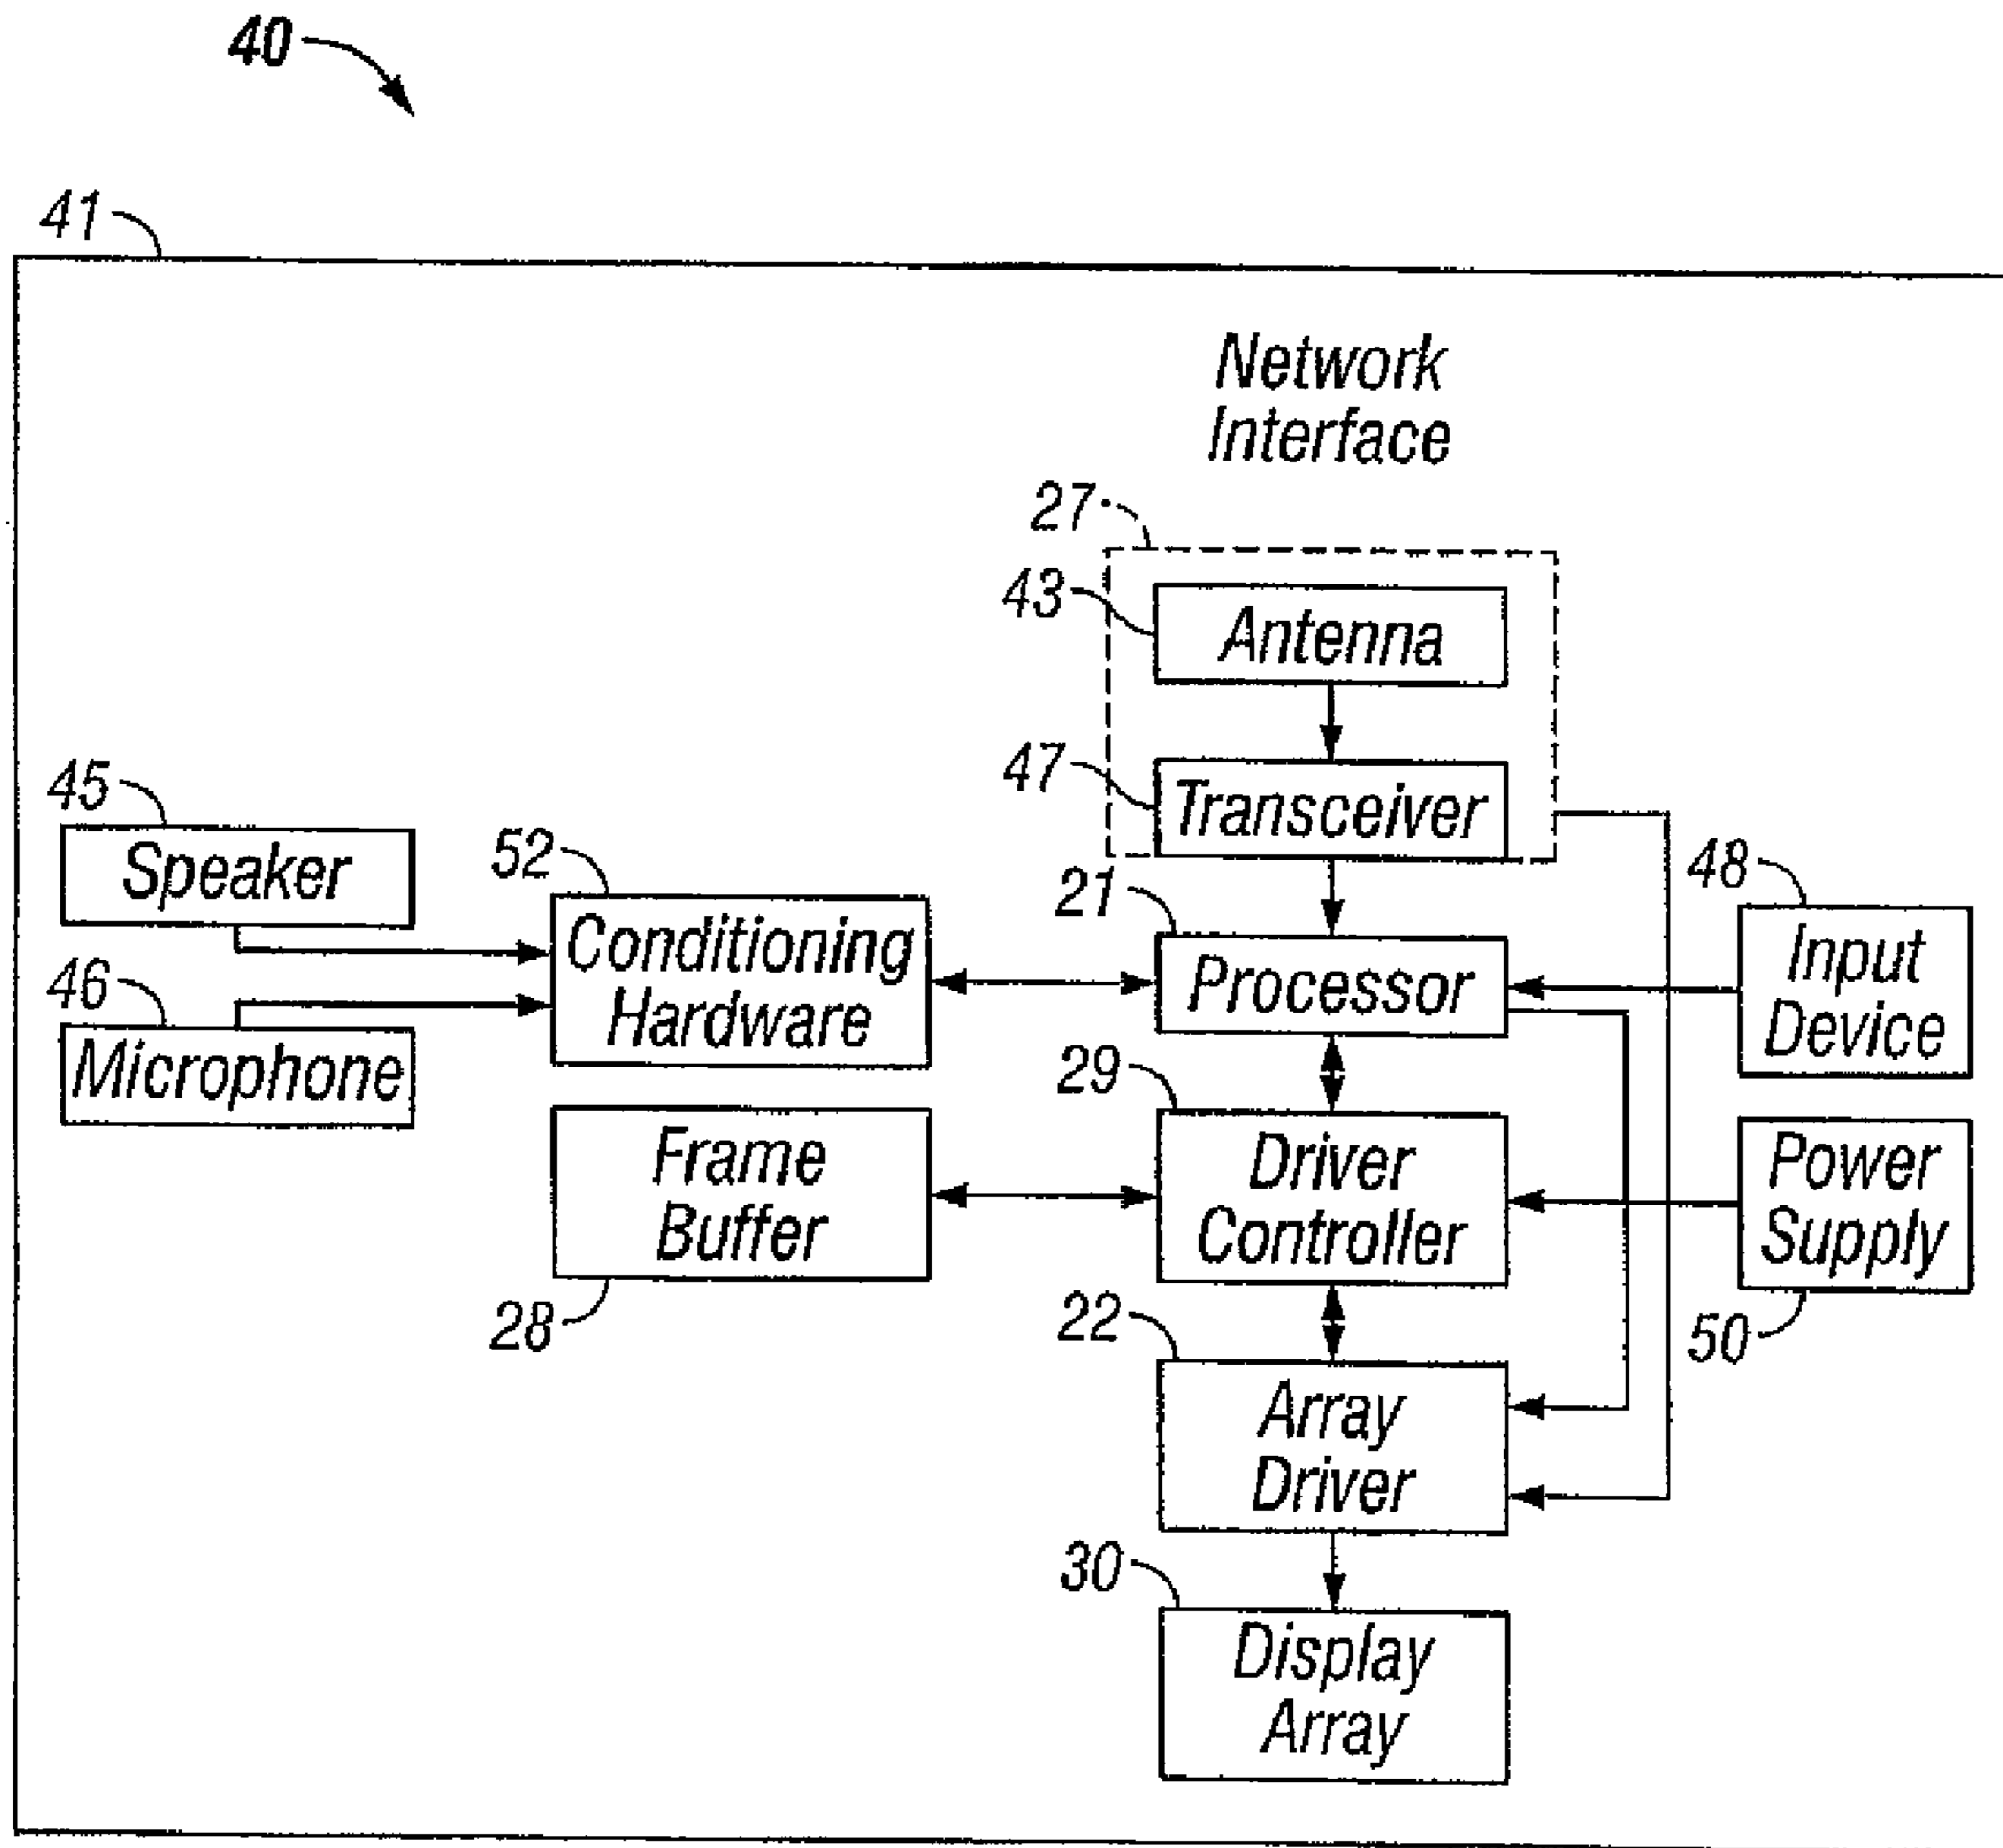 40
41
Network
Interface
27
43
Antenna
47
Transceiver
45
Speaker
52
Conditioning
Hardware
21
Processor
48
Input
Device
46
Microphone
29
Driver
Controller
Frame
Buffer
28
Power
Supply
50
22
Array
Driver
30
Display
Array